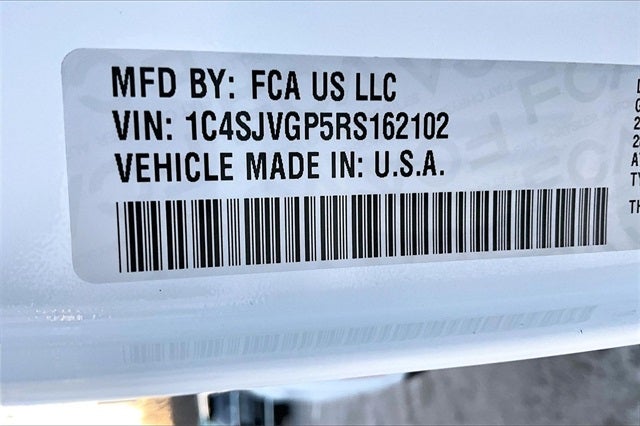 MFD BY: FCA US LLC
VIN: 1C4SJVGP5RS162102
VEHICLE MADE IN: U.S.A.